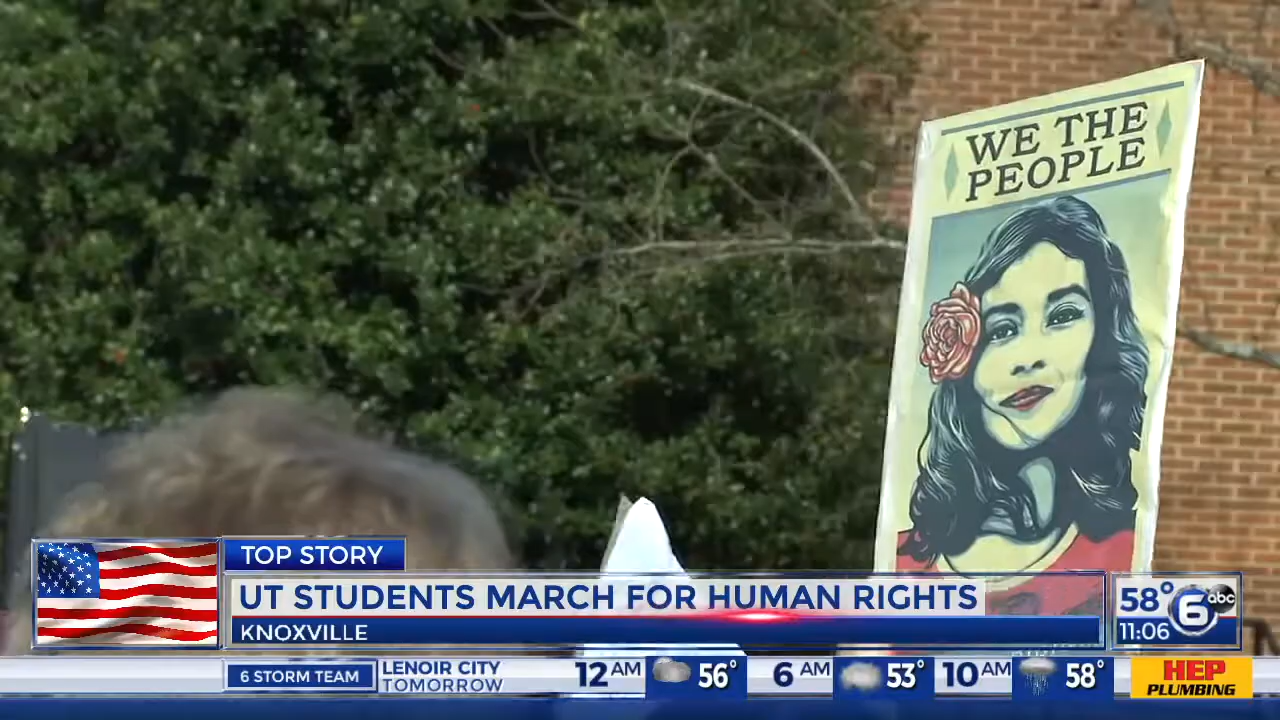 WE THE
PEOPLE
TOP STORY
UT STUDENTS MARCH FOR HUMAN RIGHTS
KNOXVILLE
58°
6 abc
11:06
6 STORM TEAM
LENOIR CITY
TOMORROW
12 AM 56° 6 AM 53° 10 AM 58°
HEP
PLUMBING